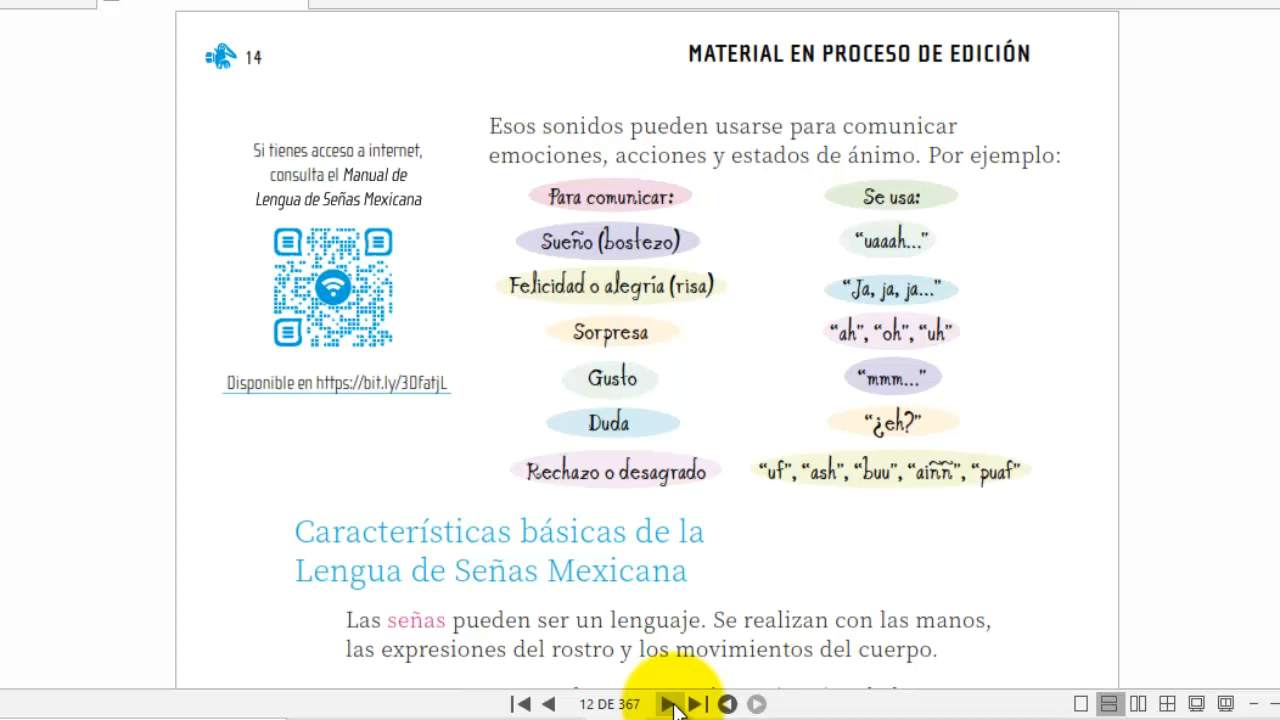 14
MATERIAL EN PROCESO DE EDICIÓN
Si tienes acceso a internet,
consulta el Manual de
Lengua de Señas Mexicana
Disponible en https://bit.ly/3DfatjL
Esos sonidos pueden usarse para comunicar
emociones, acciones y estados de ánimo. Por ejemplo:
Para comunicar: Se usa:
Sueño (bostezo) “uaaah...”
Felicidad o alegría (risa) “Ja, ja, ja...”
Sorpresa “ah”, “oh”, “uh”
Gusto “mmm...”
Duda “¿eh?”
Rechazo o desagrado “uf”, “ash”, “buu”, “aiññ”, “puaf”
Características básicas de la
Lengua de Señas Mexicana
Las señas pueden ser un lenguaje. Se realizan con las manos,
las expresiones del rostro y los movimientos del cuerpo.
12 DE 367